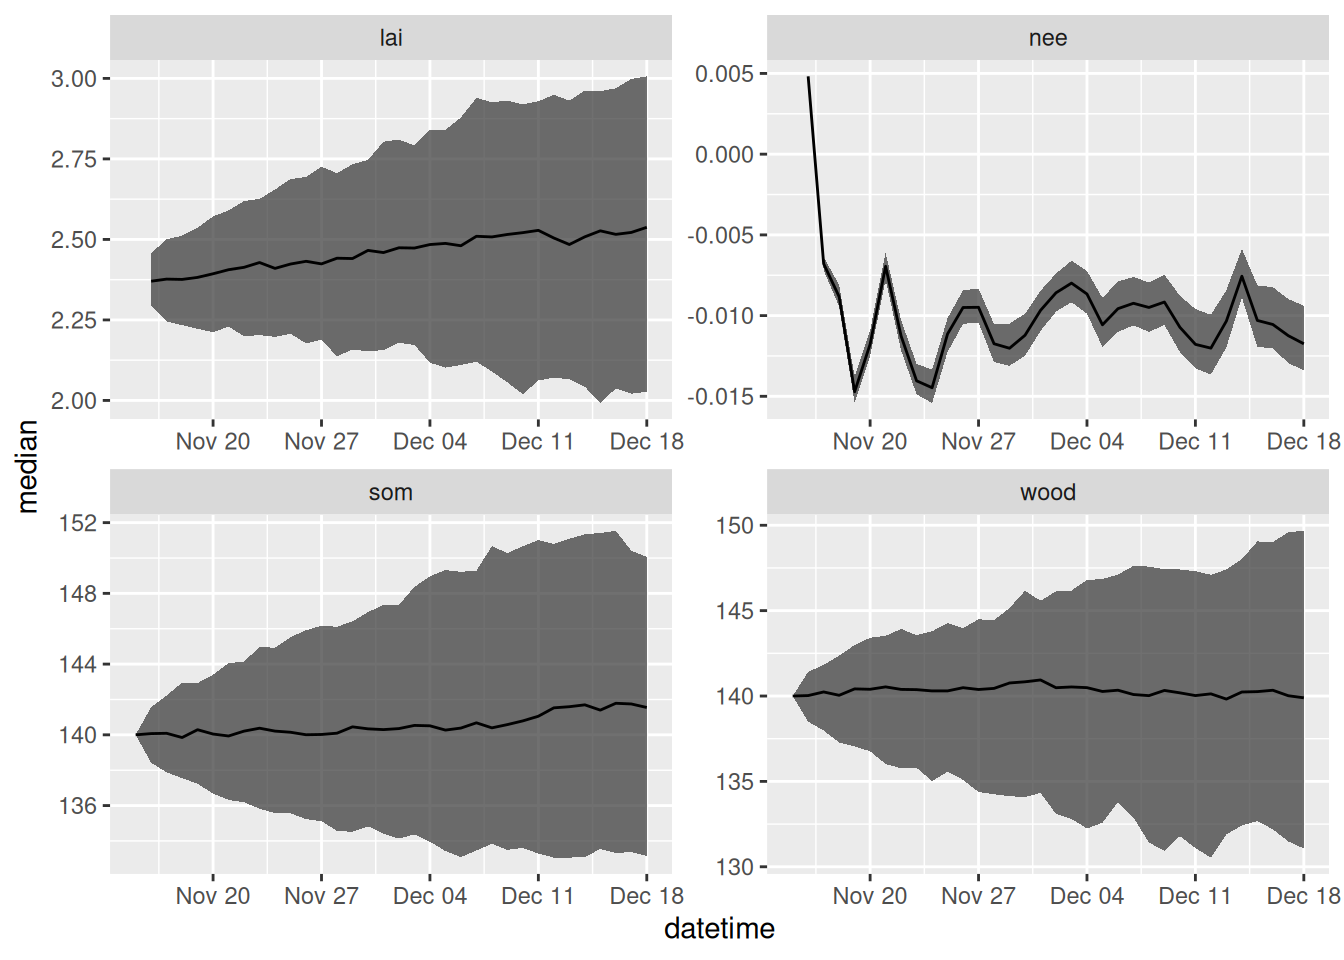 lai
nee
3.00
2.75
2.50
2.25
2.00
0.005
0.000
-0.005
-0.010
-0.015
Nov 20 Nov 27 Dec 04 Dec 11 Dec 18
Nov 20 Nov 27 Dec 04 Dec 11 Dec 18
median
som
wood
152
148
144
140
136
150
145
140
135
130
Nov 20 Nov 27 Dec 04 Dec 11 Dec 18
Nov 20 Nov 27 Dec 04 Dec 11 Dec 18
datetime